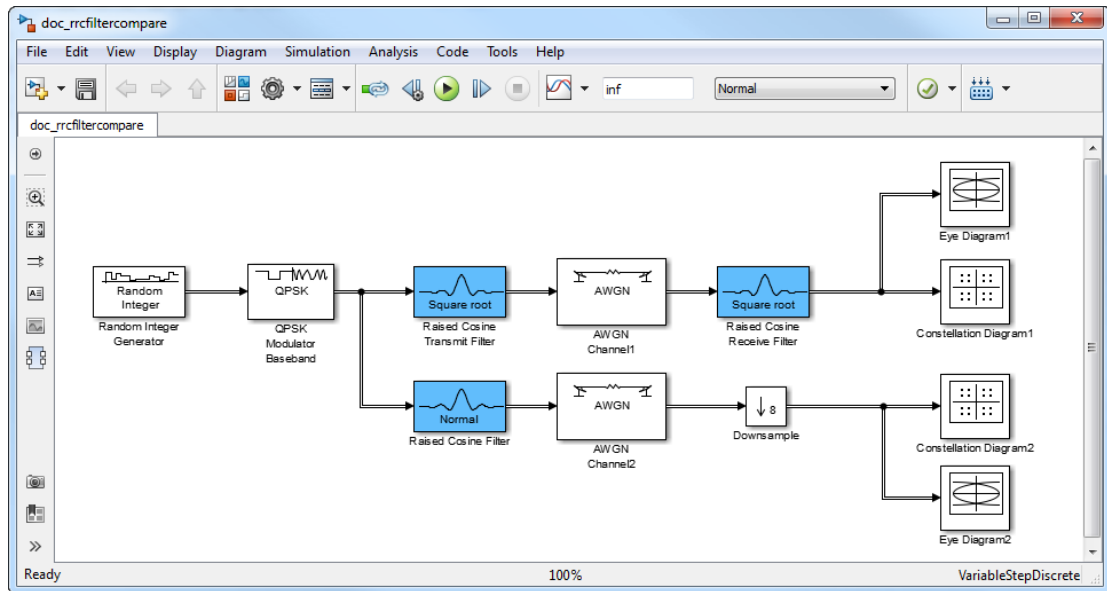 doc_rrcfiltercompare
File Edit View Display Diagram Simulation Analysis Code Tools Help
inf
Normal
doc_rrcfiltercompare
Eye Diagram1
Random
Integer
Random Integer
Generator
QPSK
QPSK
Modulator
Baseband
Square root
Raised Cosine
Transmit Filter
AWGN
AWGN
Channel1
Square root
Raised Cosine
Receive Filter
Constellation Diagram1
Normal
Raised Cosine Filter
AWGN
AWGN
Channel2
8
Downsample
Constellation Diagram2
Eye Diagram2
Ready
100%
VariableStepDiscrete